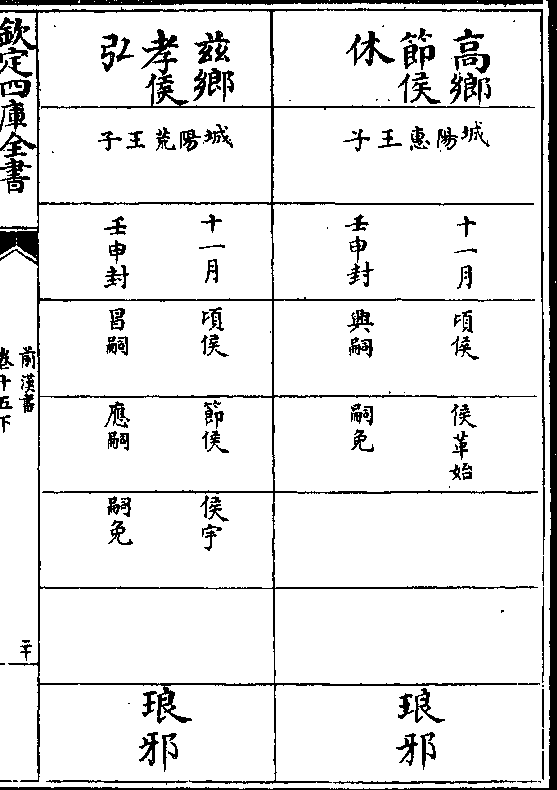 高鄉
節侯
休
城陽惠王子
十一月
壬申封
頃侯
興嗣
侯革始
嗣免
琅邪
茲鄉
孝侯
弘
城陽荒王子
十一月
壬申封
頃侯
昌嗣
節侯
應嗣
侯宇
嗣免
琅邪
欽定四庫全書
前漢書
卷十五下